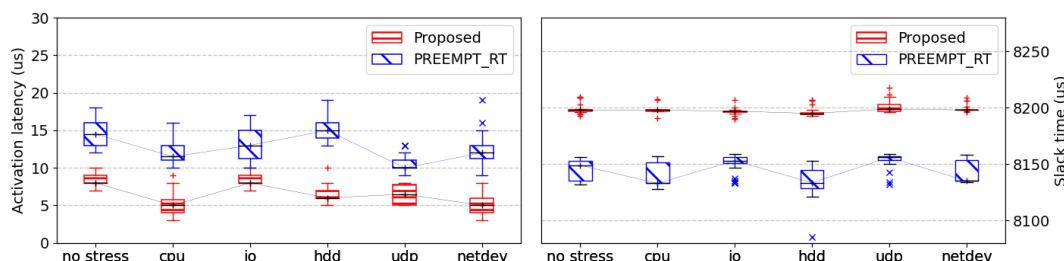 Activation latency (us)
30
25
20
15
10
5
0
Proposed
PREEMPT_RT
no stress cpu io hdd udp netdev
Proposed
PREEMPT_RT
8250
8200
8150
8100
Slack time (us)
no stress cpu io hdd udp netdev